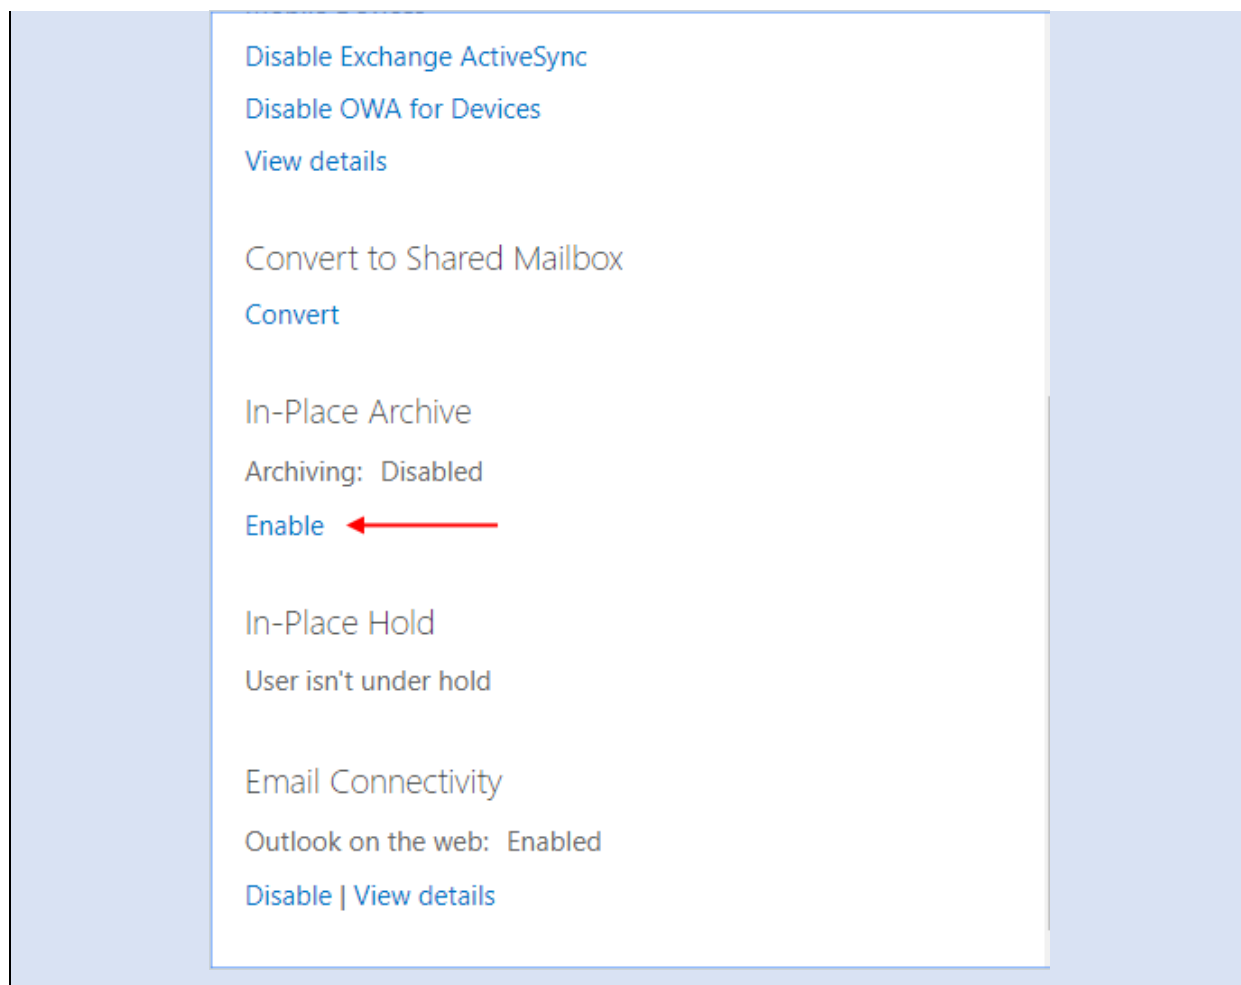 Disable Exchange ActiveSync
Disable OWA for Devices
View details
Convert to Shared Mailbox
Convert
In-Place Archive
Archiving: Disabled
Enable
In-Place Hold
User isn't under hold
Email Connectivity
Outlook on the web: Enabled
Disable | View details